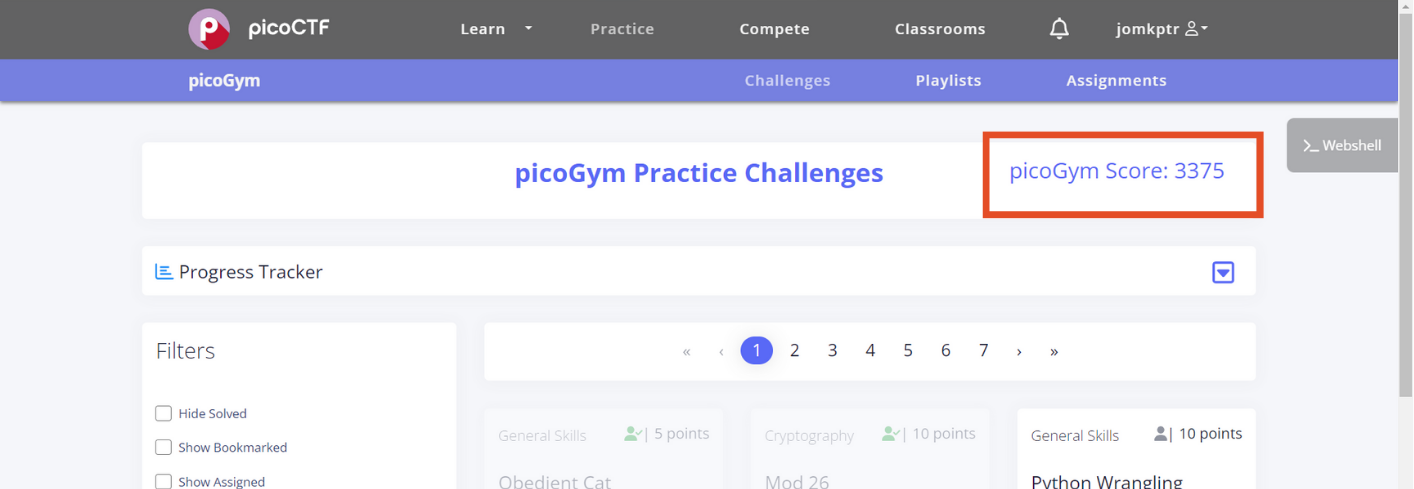 picoCTF Learn Practice Compete Classrooms jomkptr
picoGym Challenges Playlists Assignments
>_ Webshell
picoGym Practice Challenges picoGym Score: 3375
Progress Tracker
Filters
« ‹ 1 2 3 4 5 6 7 › »
Hide Solved
Show Bookmarked
Show Assigned
General Skills | 5 points
Obedient Cat
Cryptography | 10 points
Mod 26
General Skills | 10 points
Python Wrangling